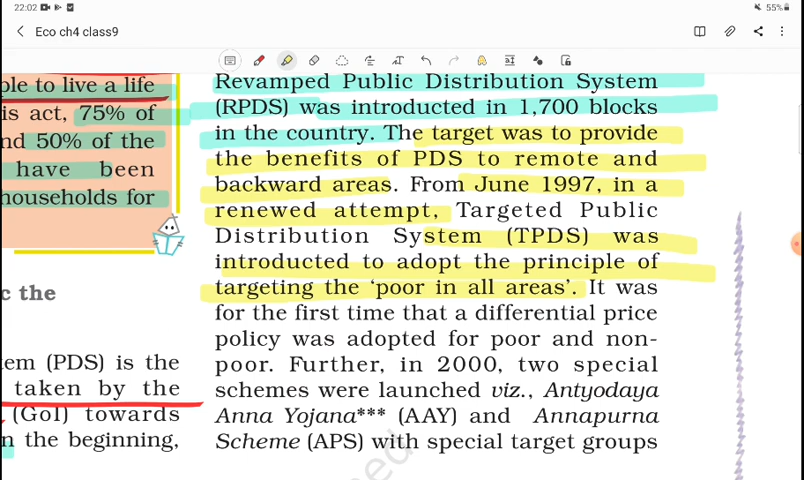 22:02
55%
Eco ch4 class9
ple to live a life
is act, 75% of
nd 50% of the
have been
households for
c the
em (PDS) is the
taken by the
(GoI) towards
n the beginning,
Revamped Public Distribution System
(RPDS) was introducted in 1,700 blocks
in the country. The target was to provide
the benefits of PDS to remote and
backward areas. From June 1997, in a
renewed attempt, Targeted Public
Distribution System (TPDS) was
introducted to adopt the principle of
targeting the ‘poor in all areas’. It was
for the first time that a differential price
policy was adopted for poor and non-
poor. Further, in 2000, two special
schemes were launched viz., Antyodaya
Anna Yojana*** (AAY) and Annapurna
Scheme (APS) with special target groups